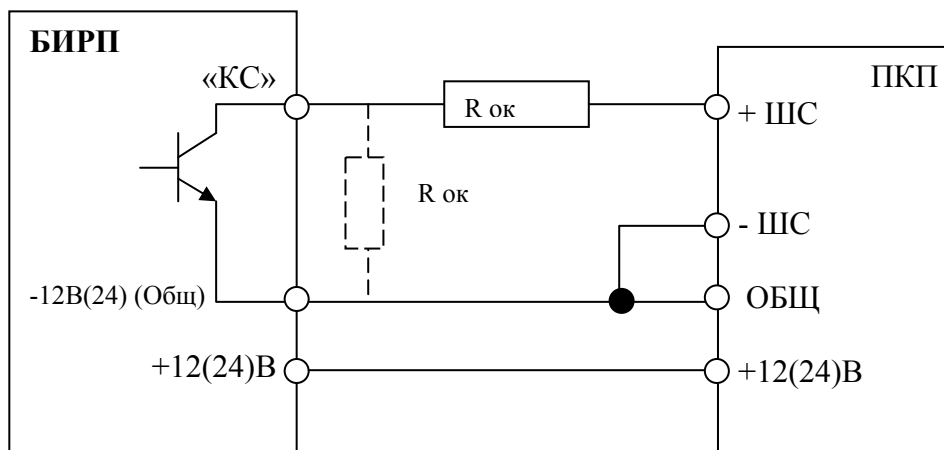 БИРП
«КС»
R ок
R ок
-12В(24) (Общ)
+12(24)В
ПКП
+ ШС
- ШС
ОБЩ
+12(24)В